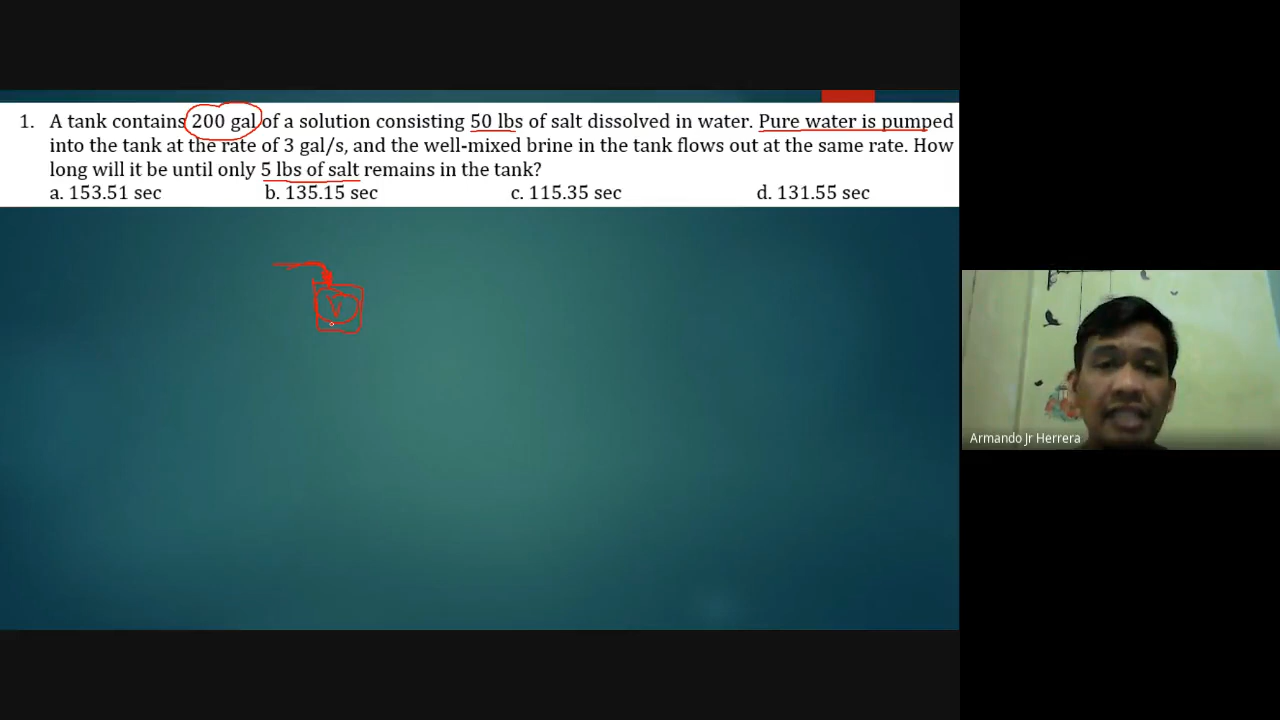 1. A tank contains 200 gal of a solution consisting 50 lbs of salt dissolved in water. Pure water is pumped
into the tank at the rate of 3 gal/s, and the well-mixed brine in the tank flows out at the same rate. How
long will it be until only 5 lbs of salt remains in the tank?
a. 153.51 sec b. 135.15 sec c. 115.35 sec d. 131.55 sec
V
Armando Jr Herrera